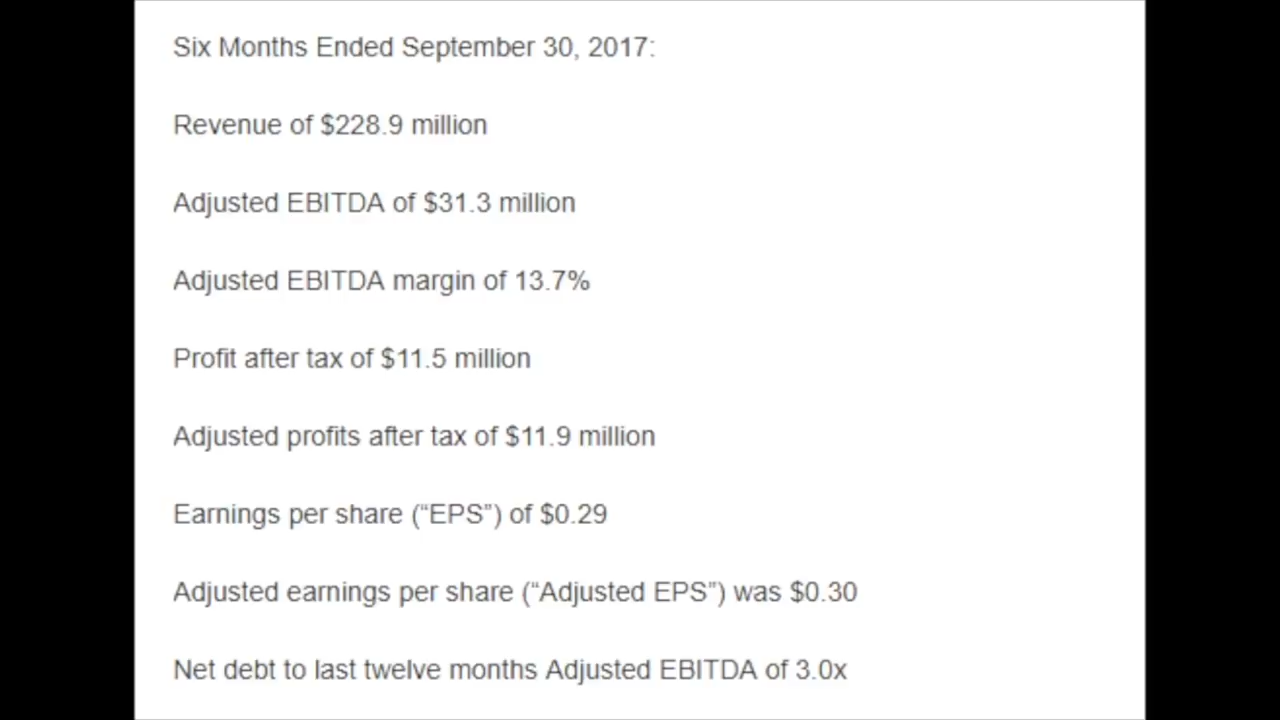 Six Months Ended September 30, 2017:
Revenue of $228.9 million
Adjusted EBITDA of $31.3 million
Adjusted EBITDA margin of 13.7%
Profit after tax of $11.5 million
Adjusted profits after tax of $11.9 million
Earnings per share (“EPS”) of $0.29
Adjusted earnings per share (“Adjusted EPS”) was $0.30
Net debt to last twelve months Adjusted EBITDA of 3.0x